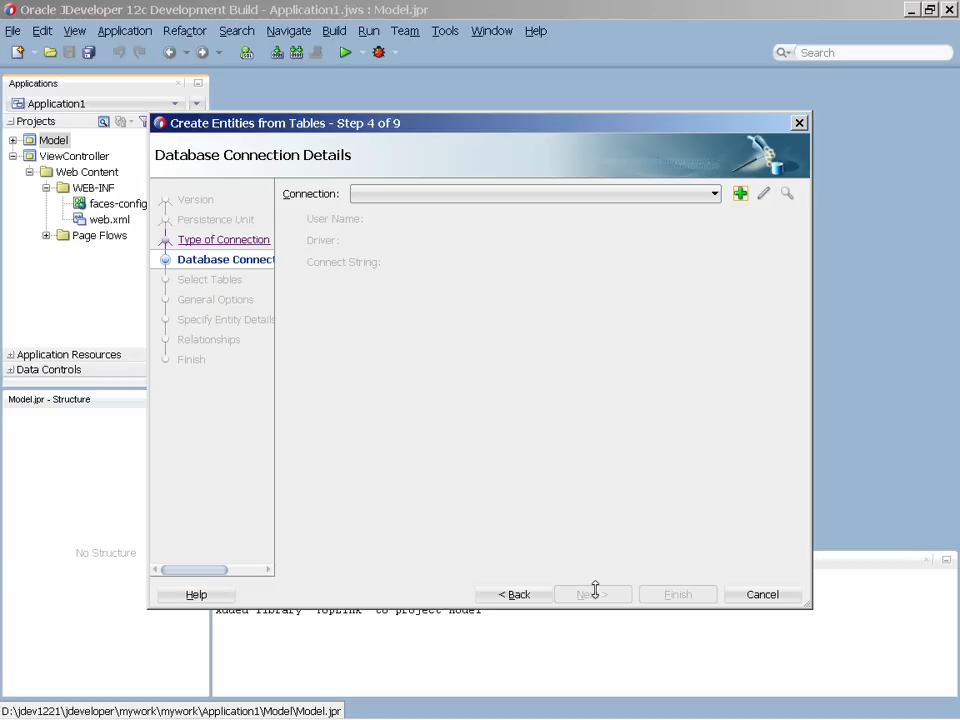 Oracle JDeveloper 12c Development Build - Application1.jws : Model.jpr
File Edit View Application Refactor Search Navigate Build Run Team Tools Window Help
Search
Applications
Application1
Projects
Model
ViewController
Web Content
WEB-INF
faces-config
web.xml
Page Flows
Application Resources
Data Controls
Model.jpr - Structure
No Structure
Create Entities from Tables - Step 4 of 9
Database Connection Details
Version
Persistence Unit
Type of Connection
Database Connect
Select Tables
General Options
Specify Entity Details
Relationships
Finish
Connection:
User Name:
Driver:
Connect String:
Help < Back Finish Cancel
library to project
D:\jdev1221\jdeveloper\mywork\mywork\Application1\Model\Model.jpr